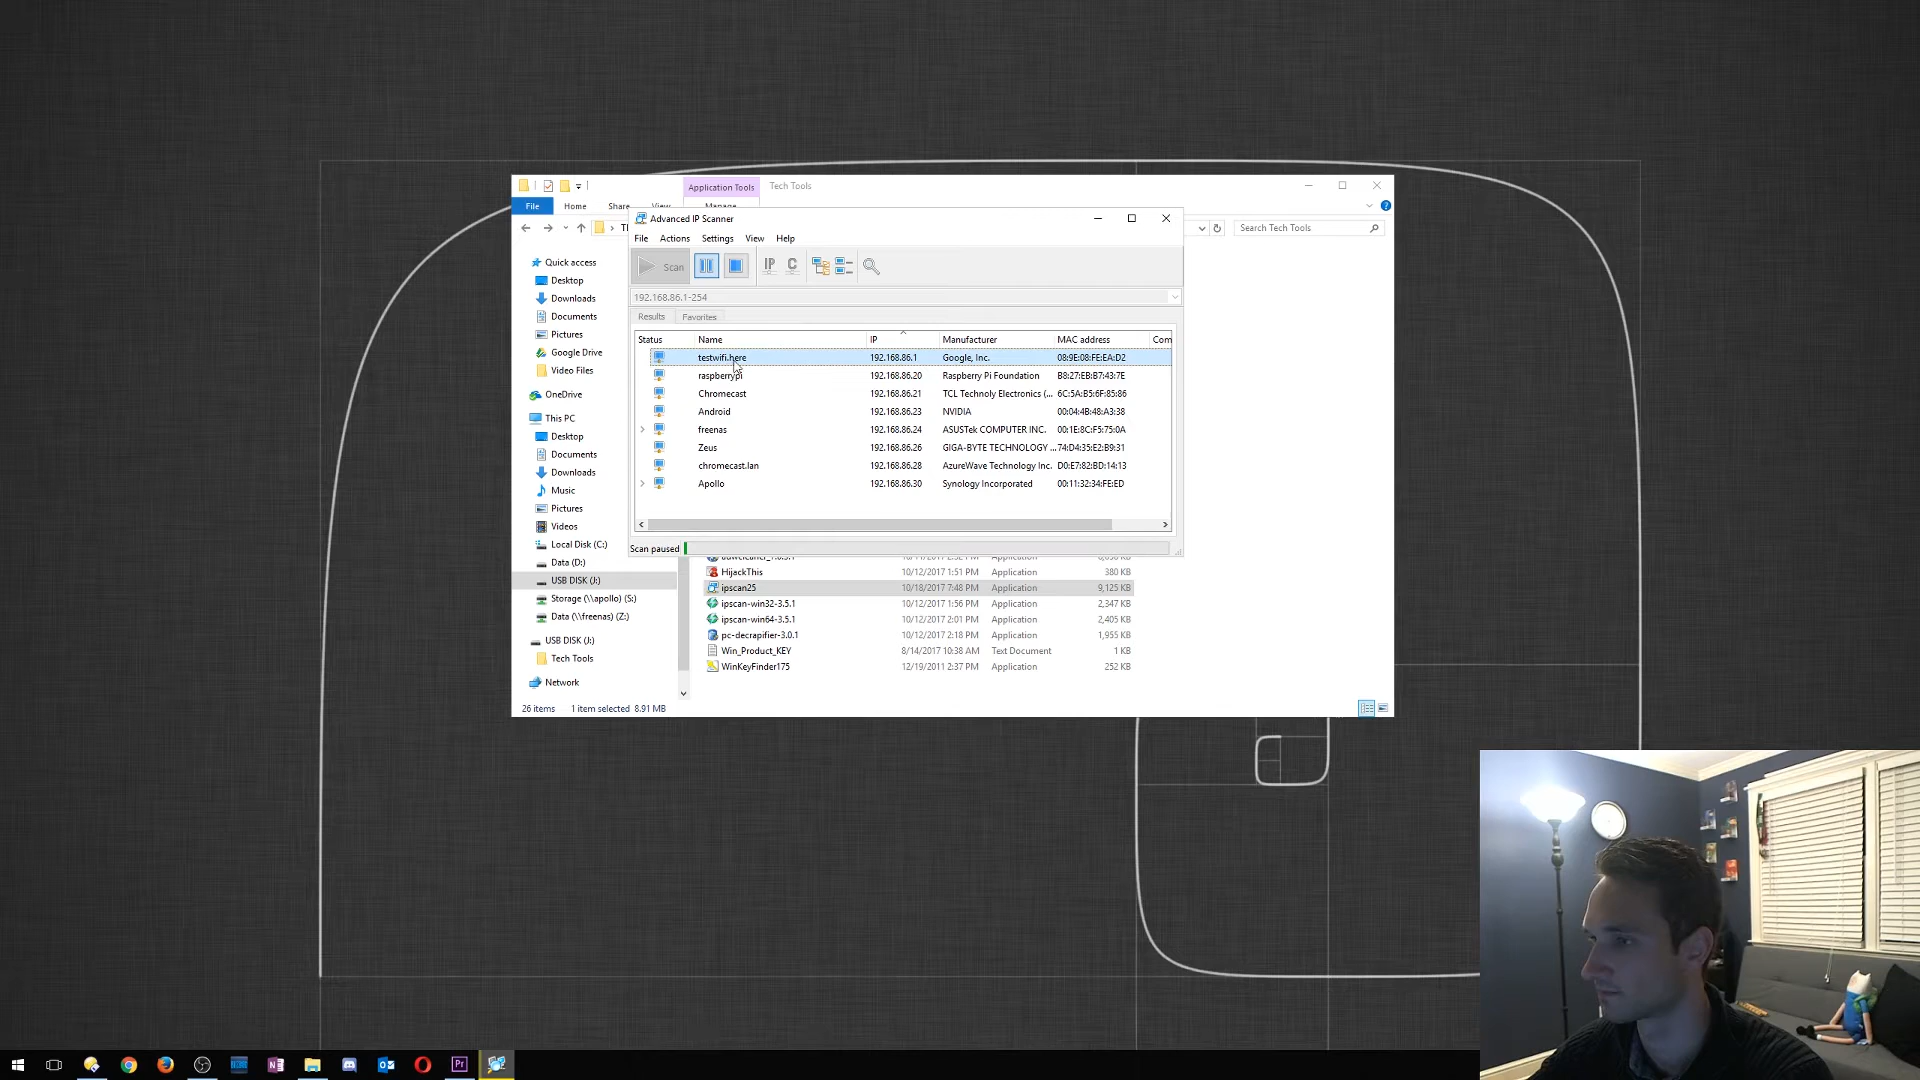 Application Tools Tech Tools
File Home Share View Manage
Advanced IP Scanner
File Actions Settings View Help
Search Tech Tools
Scan IP C
192.168.86.1-254
Results Favorites
Status Name IP Manufacturer MAC address Com
testwifi.here 192.168.86.1 Google, Inc. 08:9E:08:FE:EA:D2
raspberrypi 192.168.86.20 Raspberry Pi Foundation B8:27:EB:B7:43:7E
Chromecast 192.168.86.21 TCL Technoly Electronics (... 6C:5A:B5:6F:85:86
Android 192.168.86.23 NVIDIA 00:04:4B:48:A3:38
freenas 192.168.86.24 ASUSTek COMPUTER INC. 00:1E:8C:F5:75:0A
Zeus 192.168.86.26 GIGA-BYTE TECHNOLOGY ... 74:D4:35:E2:B9:31
chromecast.lan 192.168.86.28 AzureWave Technology Inc. D0:E7:82:BD:14:13
Apollo 192.168.86.30 Synology Incorporated 00:11:32:34:FE:ED
Scan paused
Quick access
Desktop
Downloads
Documents
Pictures
Google Drive
Video Files
OneDrive
This PC
Desktop
Documents
Downloads
Music
Pictures
Videos
Local Disk (C:)
Data (D:)
USB DISK (J:)
Storage (\\apollo) (S:)
Data (\\freenas) (Z:)
USB DISK (J:)
Tech Tools
Network
HijackThis 10/12/2017 1:51 PM Application 380 KB
ipscan25 10/18/2017 7:48 PM Application 9,125 KB
ipscan-win32-3.5.1 10/12/2017 1:56 PM Application 2,347 KB
ipscan-win64-3.5.1 10/12/2017 2:01 PM Application 2,405 KB
pc-decrapifier-3.0.1 10/12/2017 2:18 PM Application 1,955 KB
Win_Product_KEY 8/14/2017 10:38 AM Text Document 1 KB
WinKeyFinder175 12/19/2011 2:37 PM Application 252 KB
26 items 1 item selected 8.91 MB
Pr